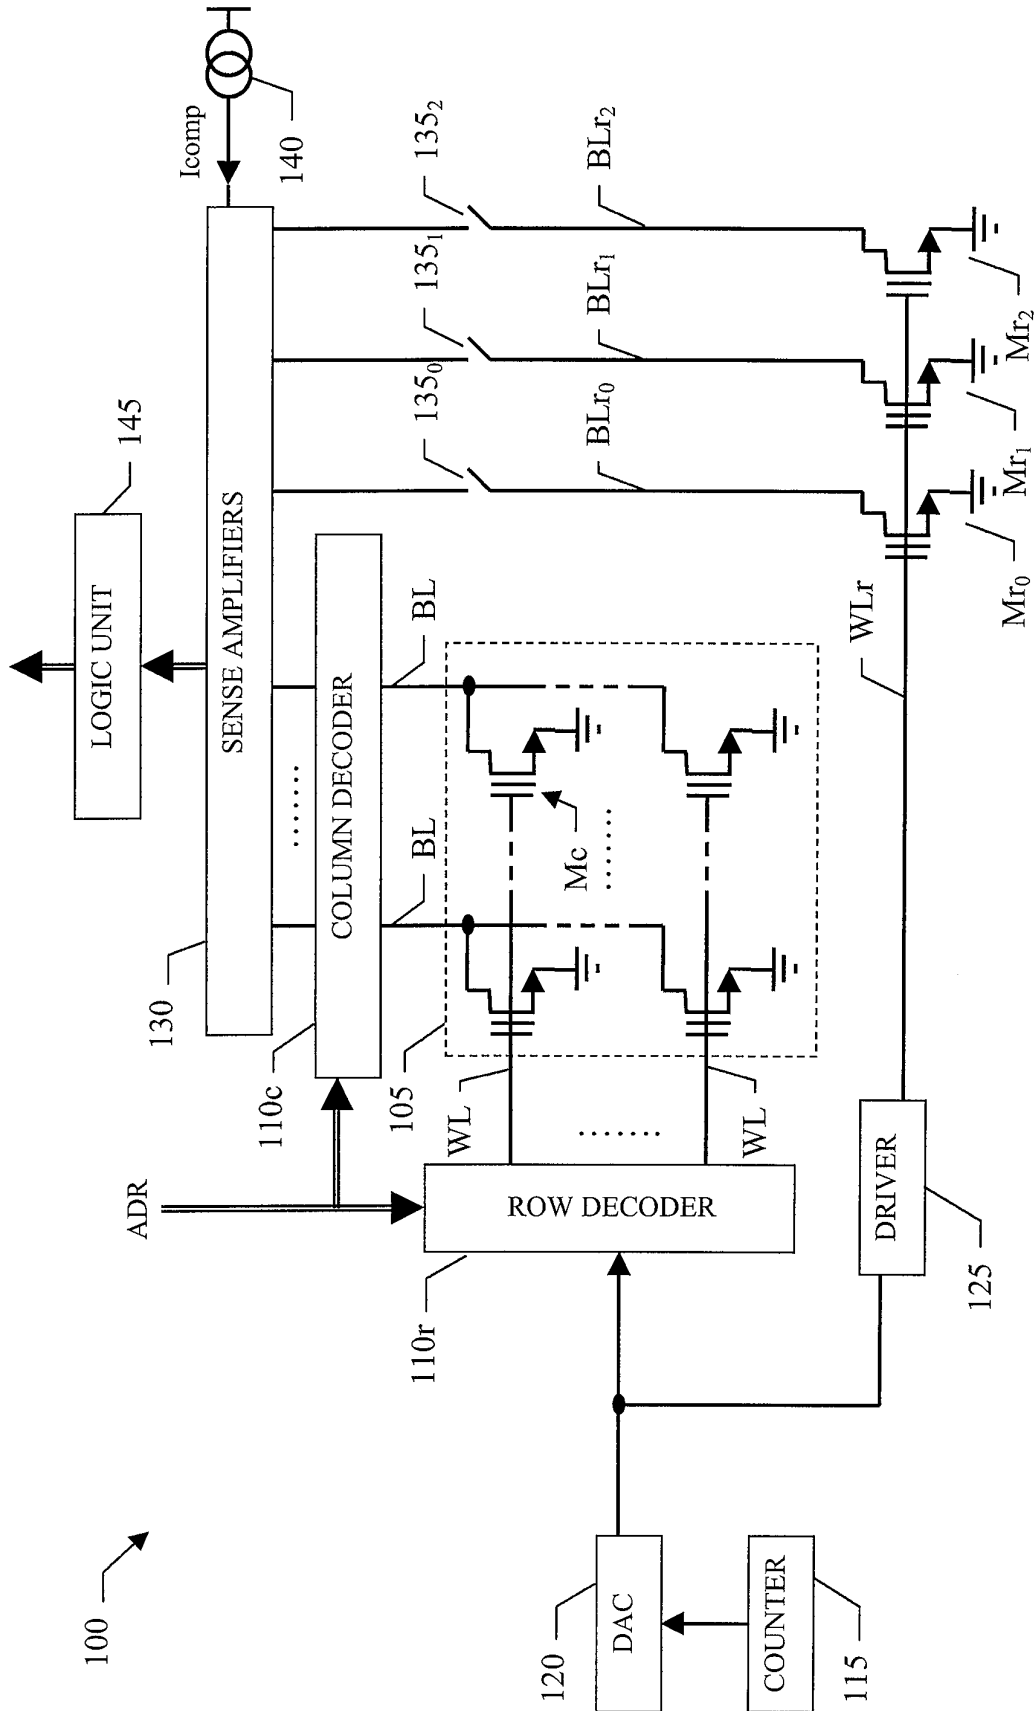 100
145
LOGIC UNIT
Icomp
140
130
SENSE AMPLIFIERS
110c
COLUMN DECODER
135₀
135₁
135₂
ADR
BL
BL
105
WL
WL
Mc
.......
.......
.......
BLr₀
BLr₁
BLr₂
110r
ROW DECODER
WLr
Mr₀
Mr₁
Mr₂
120
DAC
DRIVER
125
COUNTER
115